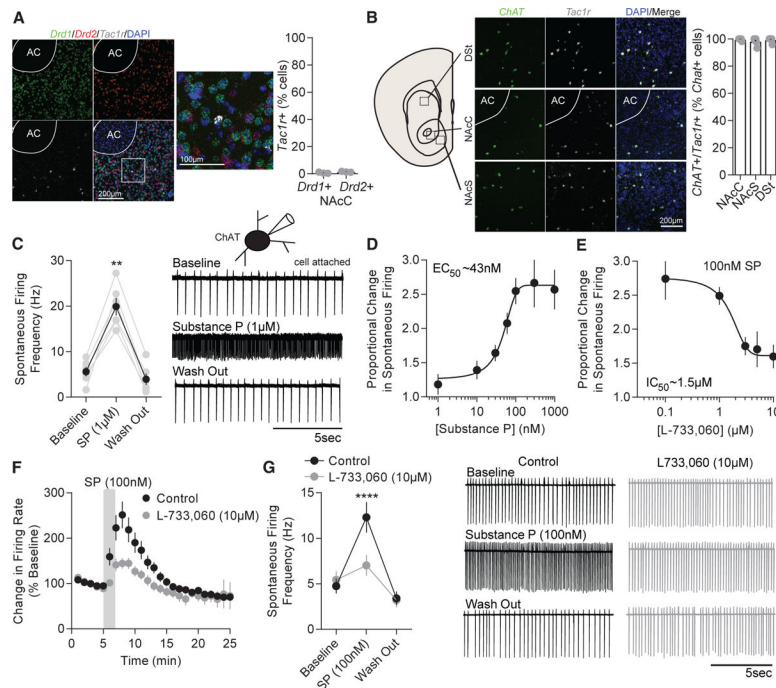 A
Drd1/Drd2/Tac1r/DAPI
AC
AC
AC
AC
200μm
100μm
Tac1r+ (% cells)
100
80
60
40
20
0
Drd1+ Drd2+
NAcC
B
ChAT
Tac1r
DAPI/Merge
DSt
NAcC
NAcS
AC
AC
AC
200μm
ChAT+/Tac1r+ (% Chat+ cells)
100
80
60
40
20
0
NAcC
NAcS
DSt
C
Spontaneous Firing
Frequency (Hz)
30
20
10
0
**
Baseline
SP (1μM)
Wash Out
ChAT
cell attached
Baseline
Substance P (1μM)
Wash Out
5sec
D
Proportional Change
in Spontaneous Firing
EC50~43nM
3.0
2.5
2.0
1.5
1.0
1 10 100 1000
[Substance P] (nM)
E
Proportional Change
in Spontaneous Firing
100nM SP
IC50~1.5μM
3.0
2.5
2.0
1.5
1.0
0.1 1 10
[L-733,060] (μM)
F
SP (100nM)
Control
L-733,060 (10μM)
Change in Firing Rate
(% Baseline)
300
200
100
0
0 5 10 15 20 25
Time (min)
G
Control
L-733,060 (10μM)
Spontaneous Firing
Frequency (Hz)
15
10
5
0
****
Baseline
SP (100nM)
Wash Out
Control
L733,060 (10μM)
Baseline
Substance P (100nM)
Wash Out
5sec